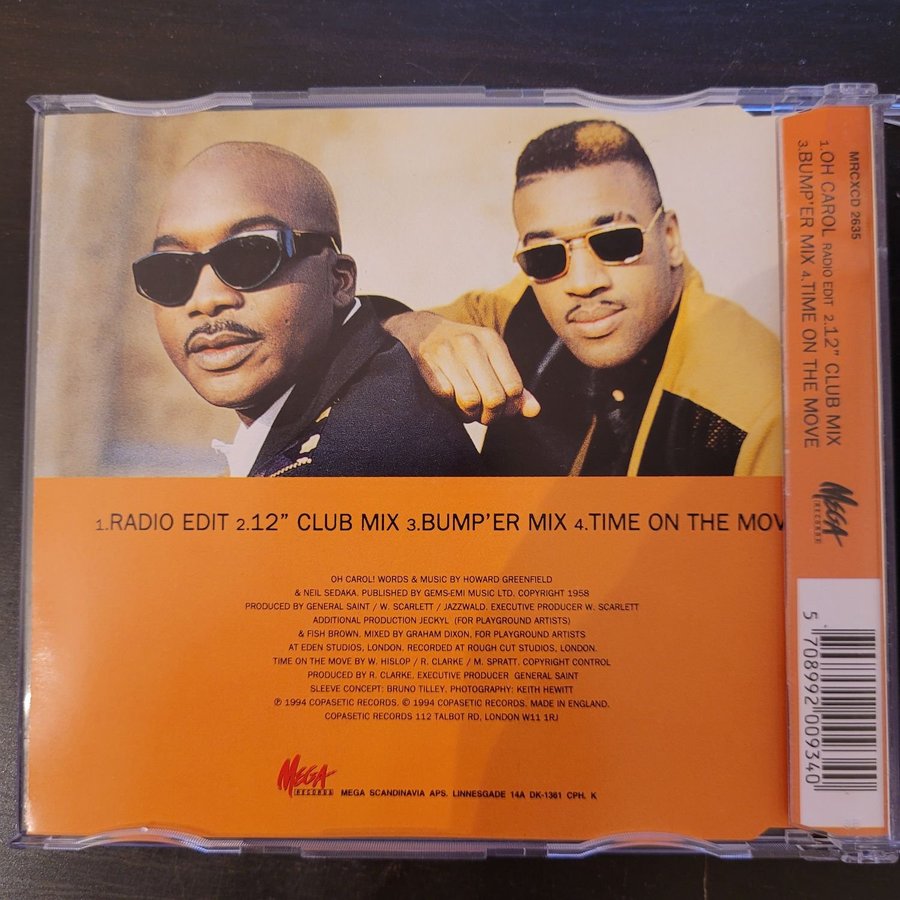 1.RADIO EDIT 2.12” CLUB MIX 3.BUMP'ER MIX 4.TIME ON THE MOV
OH CAROL! WORDS & MUSIC BY HOWARD GREENFIELD
& NEIL SEDAKA. PUBLISHED BY GEMS-EMI MUSIC LTD. COPYRIGHT 1958
PRODUCED BY GENERAL SAINT / W. SCARLETT / JAZZWALD. EXECUTIVE PRODUCER W. SCARLETT
ADDITIONAL PRODUCTION JECKYL (FOR PLAYGROUND ARTISTS)
& FISH BROWN. MIXED BY GRAHAM DIXON. FOR PLAYGROUND ARTISTS
AT EDEN STUDIOS, LONDON. RECORDED AT ROUGH CUT STUDIOS, LONDON.
TIME ON THE MOVE BY W. HISLOP / R. CLARKE / M. SPRATT. COPYRIGHT CONTROL
PRODUCED BY R. CLARKE. EXECUTIVE PRODUCER GENERAL SAINT
SLEEVE CONCEPT: BRUNO TILLEY. PHOTOGRAPHY: KEITH HEWITT
℗ 1994 COPASETIC RECORDS. © 1994 COPASETIC RECORDS. MADE IN ENGLAND.
COPASETIC RECORDS 112 TALBOT RD, LONDON W11 1RJ
MEGA
RECORDS
MEGA SCANDINAVIA APS. LINNESGADE 14A DK-1361 CPH. K
MRCXCD 2635
1.OH CAROL RADIO EDIT 2.12” CLUB MIX
3.BUMP'ER MIX 4.TIME ON THE MOVE
MEGA
RECORDS
5 708992 009340